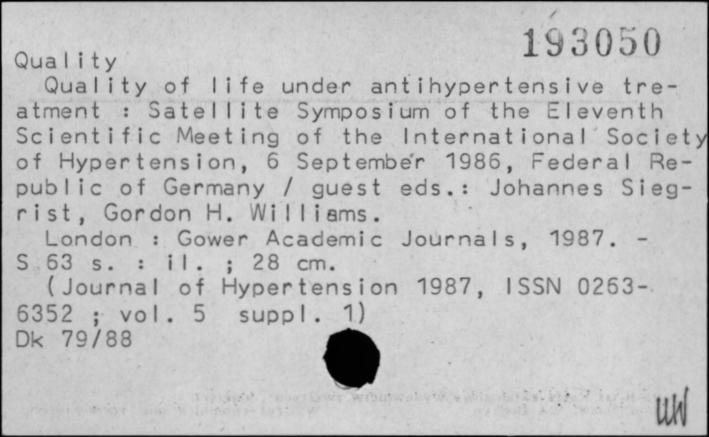 193050
Quality
Quality of life under antihypertensive tre-
atment : Satellite Symposium of the Eleventh
Scientific Meeting of the International Society
of Hypertension, 6 September 1986, Federal Re-
public of Germany / guest eds.: Johannes Sieg-
rist, Gordon H. Williams.
London : Gower Academic Journals, 1987. -
S 63 s. : il. ; 28 cm.
(Journal of Hypertension 1987, ISSN 0263-
6352 ; vol. 5 suppl. 1)
Dk 79/88